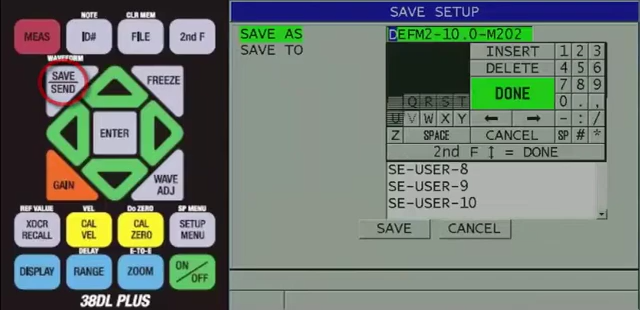 NOTE CLR MEM
MEAS ID# FILE 2nd F
WAVEFORM
SAVE
SEND
FREEZE
ENTER
GAIN
WAVE
ADJ
REF VALUE VEL Do ZERO SP MENU
XDCR
RECALL
CAL
VEL
CAL
ZERO
SETUP
MENU
DELAY E-TO-E
DISPLAY RANGE ZOOM ON
OFF
38DL PLUS
SAVE SETUP
SAVE AS DEFM2-10.0-M202
SAVE TO
INSERT 1 2 3
DELETE 4 5 6
DONE 7 8 9
0 . ,
Q R S T
U V W X Y ← → - : /
Z SPACE CANCEL SP # *
2nd F ↕ = DONE
SE-USER-8
SE-USER-9
SE-USER-10
SAVE CANCEL